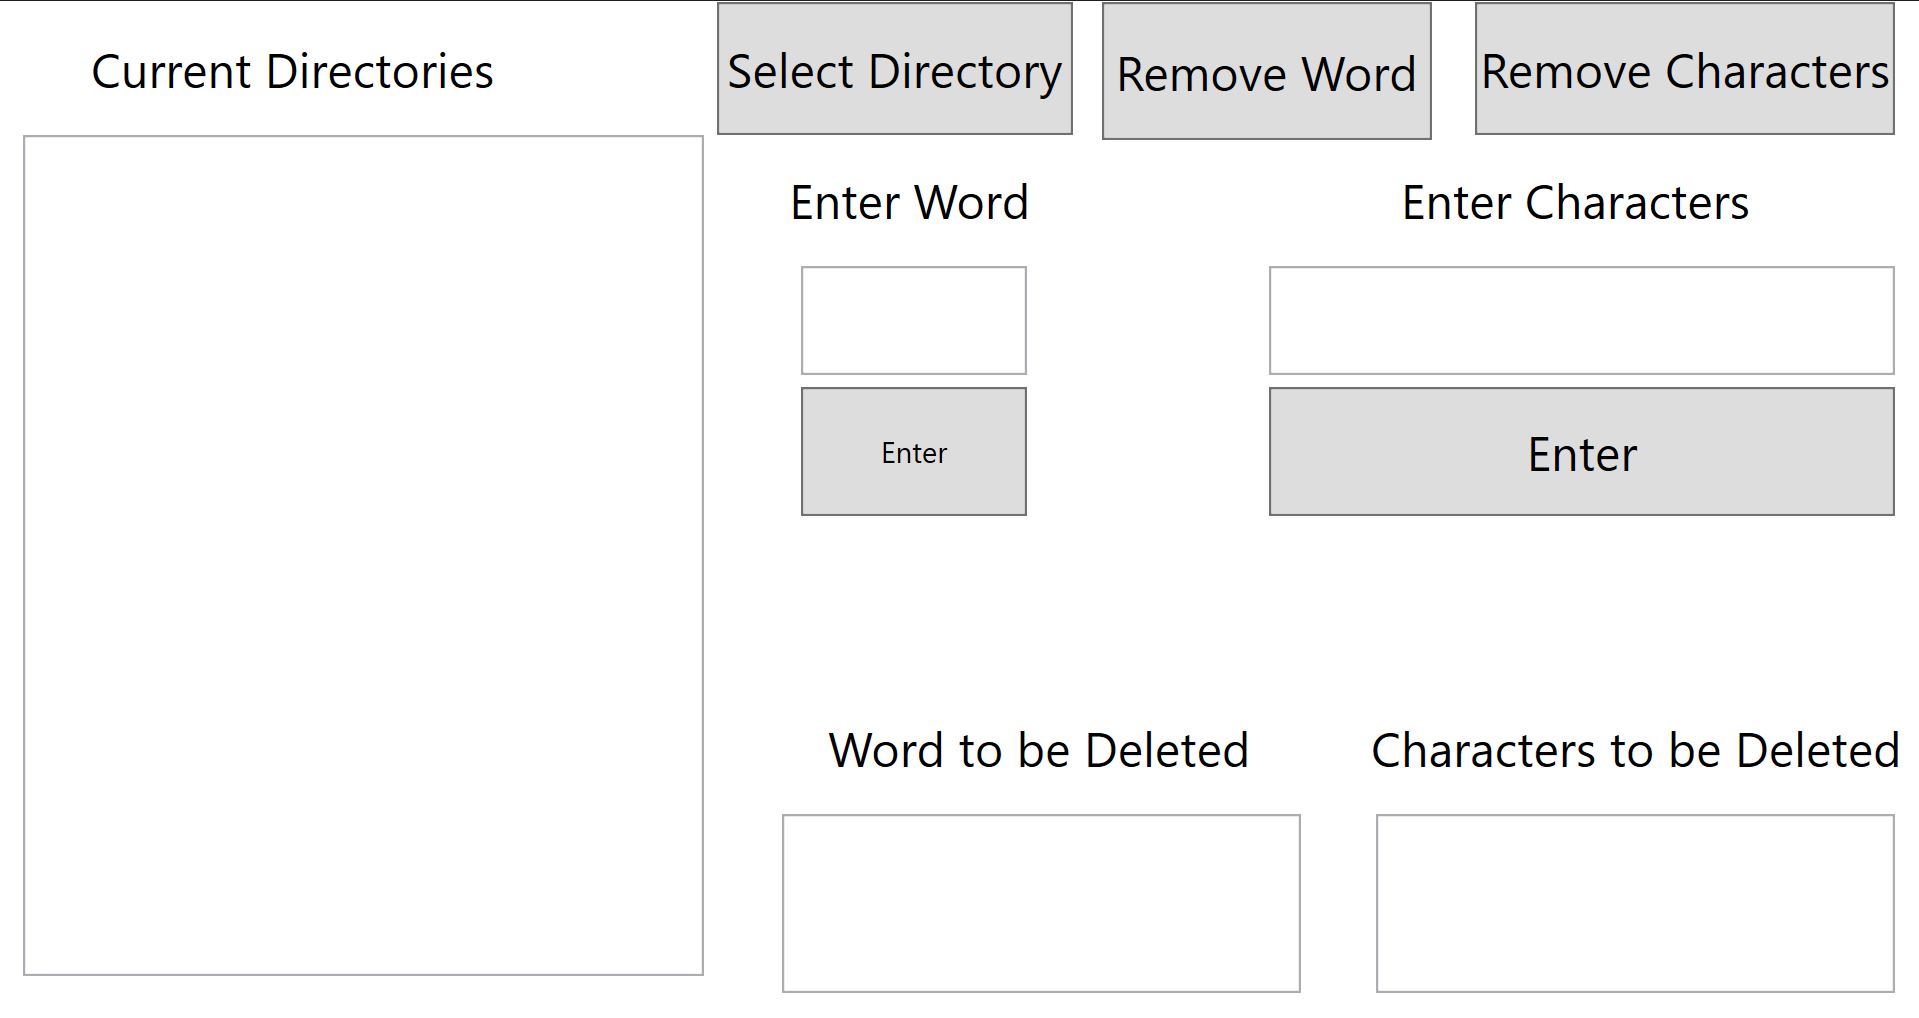 Current Directories
Select Directory
Remove Word
Remove Characters
Enter Word
Enter Characters
Enter
Enter
Word to be Deleted
Characters to be Deleted